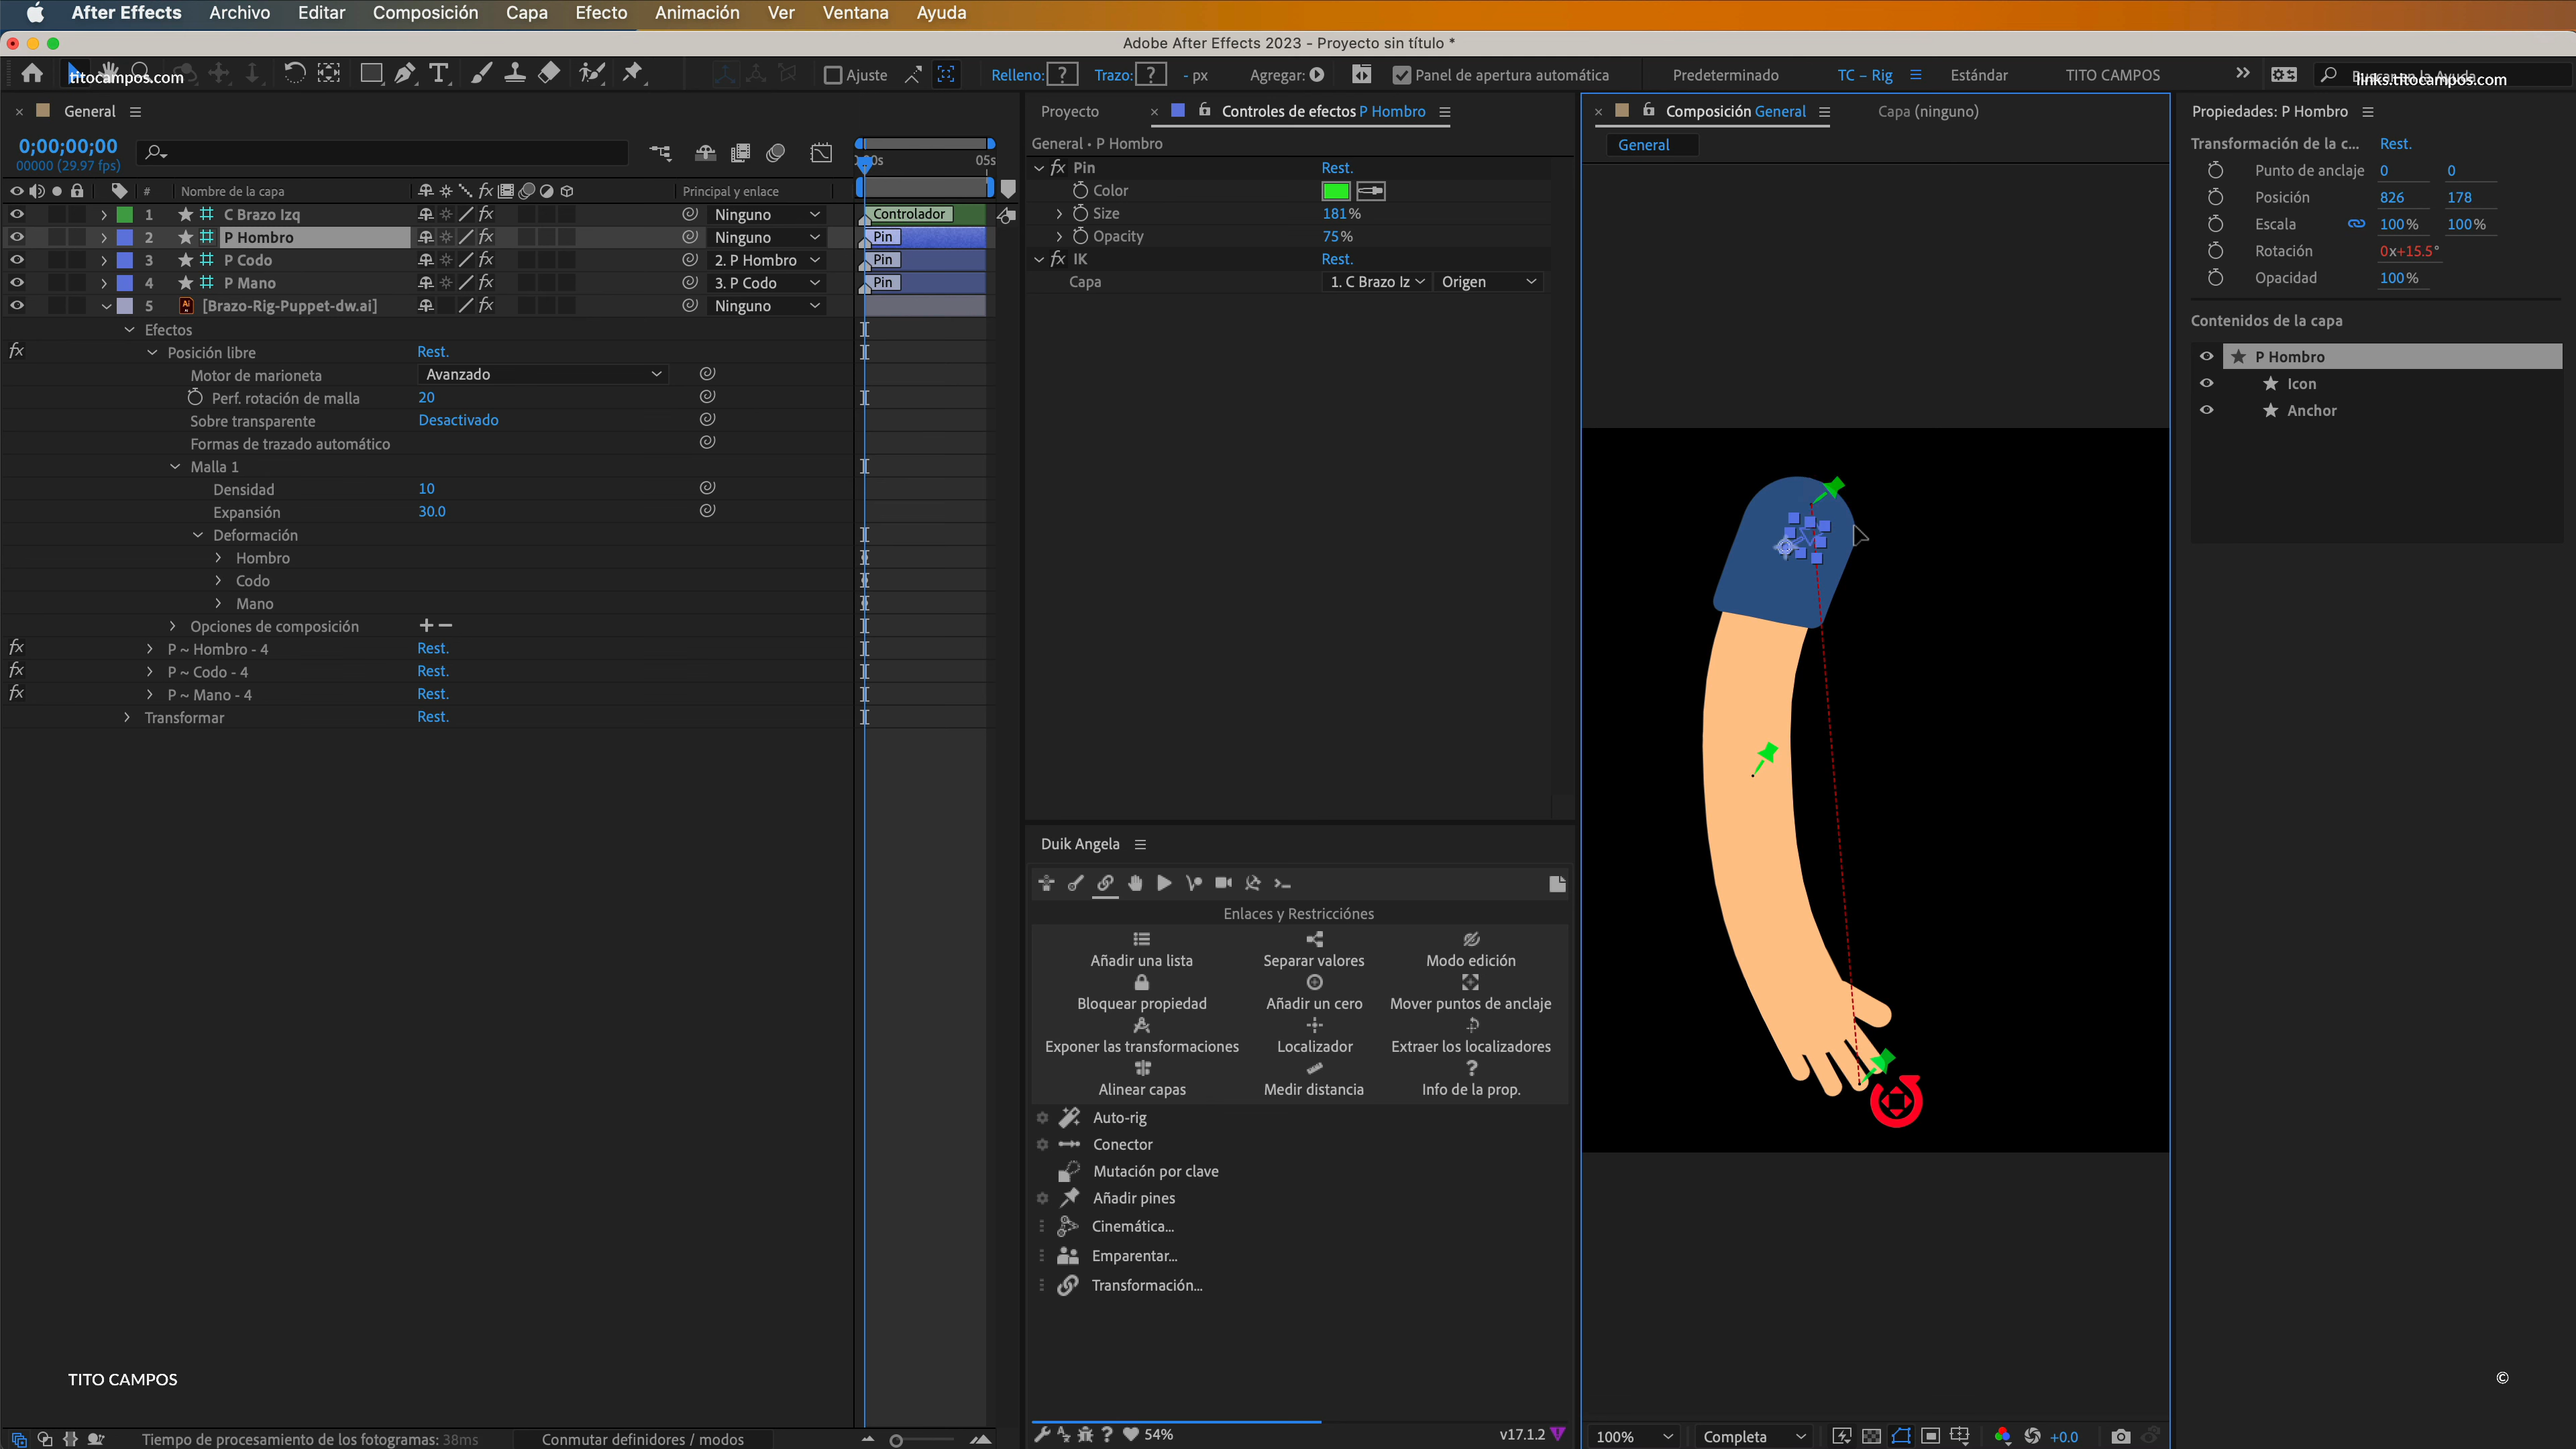 After Effects Archivo Editar Composición Capa Efecto Animación Ver Ventana Ayuda
Adobe After Effects 2023 - Proyecto sin título *
titocampos.com
Ajuste Relleno: ? Trazo: ? - px Agregar: Panel de apertura automática Predeterminado TC – Rig Estándar TITO CAMPOS
links.titocampos.com
General
0;00;00;00
00000 (29.97 fps)
05s
# Nombre de la capa Principal y enlace
1 C Brazo Izq Ninguno Controlador
2 P Hombro Ninguno Pin
3 P Codo 2. P Hombro Pin
4 P Mano 3. P Codo Pin
5 [Brazo-Rig-Puppet-dw.ai] Ninguno
Efectos
Posición libre Rest.
Motor de marioneta Avanzado
Perf. rotación de malla 20
Sobre transparente Desactivado
Formas de trazado automático
Malla 1
Densidad 10
Expansión 30.0
Deformación
Hombro
Codo
Mano
Opciones de composición
P ~ Hombro - 4 Rest.
P ~ Codo - 4 Rest.
P ~ Mano - 4 Rest.
Transformar Rest.
TITO CAMPOS
Tiempo de procesamiento de los fotogramas: 38ms Conmutar definidores / modos
Proyecto Controles de efectos P Hombro
General • P Hombro
fx Pin Rest.
Color
Size 181%
Opacity 75%
fx IK Rest.
Capa 1. C Brazo Iz Origen
Duik Angela
Enlaces y Restricciónes
Añadir una lista Separar valores Modo edición
Bloquear propiedad Añadir un cero Mover puntos de anclaje
Exponer las transformaciones Localizador Extraer los localizadores
Alinear capas Medir distancia Info de la prop.
Auto-rig
Conector
Mutación por clave
Añadir pines
Cinemática...
Emparentar...
Transformación...
54% v17.1.2
Composición General Capa (ninguno)
General
100% Completa +0.0
Propiedades: P Hombro
Transformación de la c... Rest.
Punto de anclaje 0 0
Posición 826 178
Escala 100% 100%
Rotación 0x+15.5°
Opacidad 100%
Contenidos de la capa
P Hombro
Icon
Anchor
©